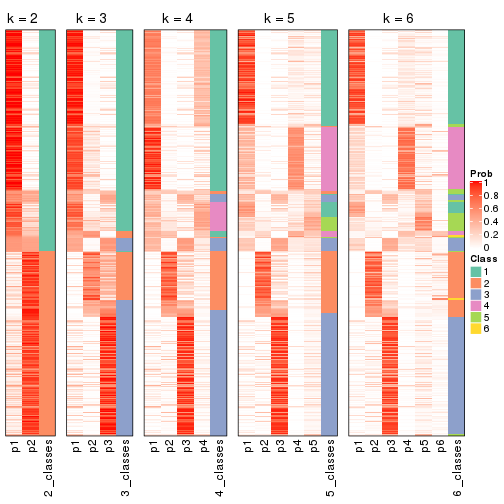 k = 2
k = 3
k = 4
k = 5
k = 6
Prob
1
0.8
0.6
0.4
0.2
0
Class
1
2
3
4
5
6
p1
p2
2_classes
p1
p2
p3
3_classes
p1
p2
p3
p4
4_classes
p1
p2
p3
p4
p5
5_classes
p1
p2
p3
p4
p5
p6
6_classes